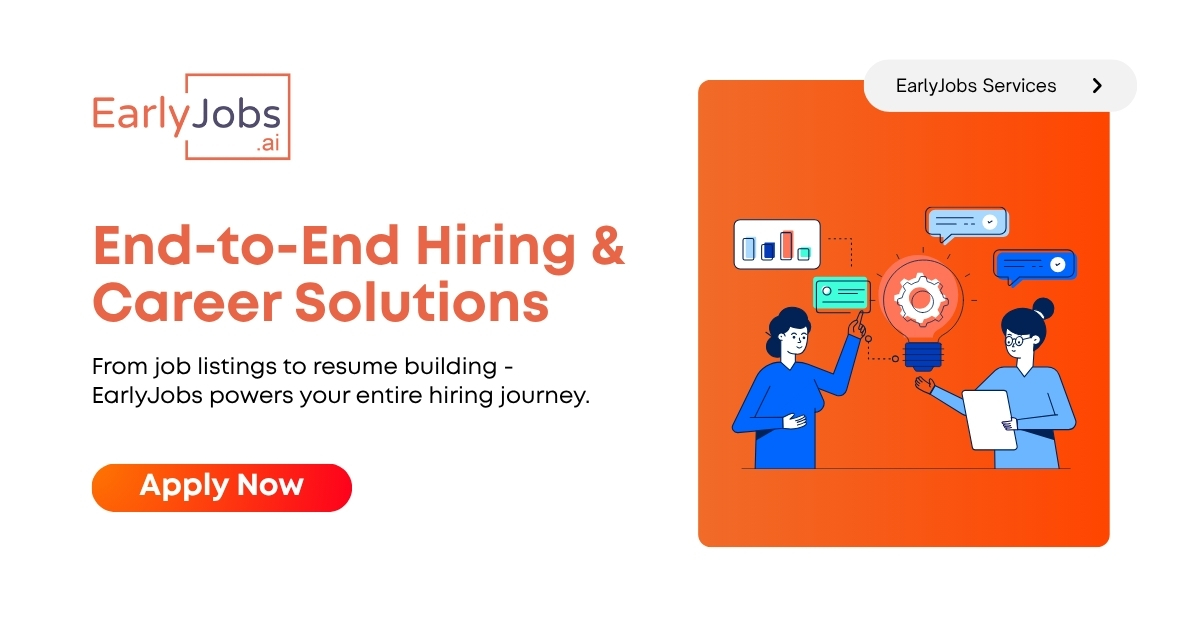 EarlyJobs
.ai
EarlyJobs Services
End-to-End Hiring &
Career Solutions
From job listings to resume building -
EarlyJobs powers your entire hiring journey.
Apply Now